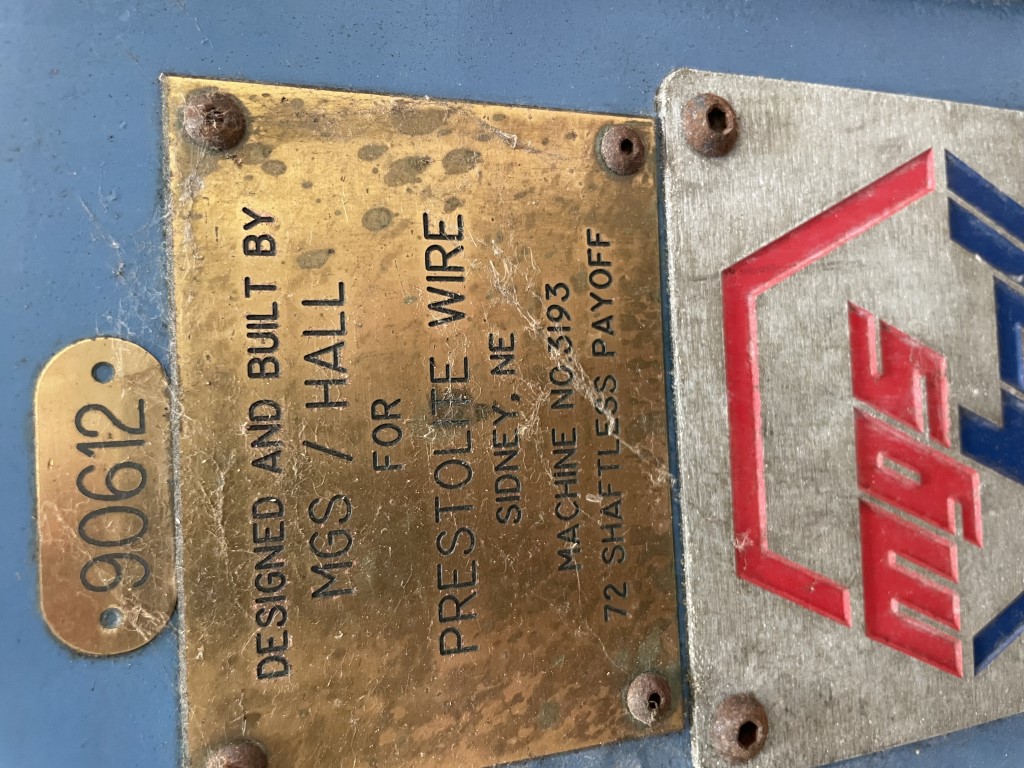 90612
DESIGNED AND BUILT BY
MGS / HALL
FOR
PRESTOLITE WIRE
SIDNEY, NE
MACHINE NO.3193
72 SHAFTLESS PAYOFF
mgs